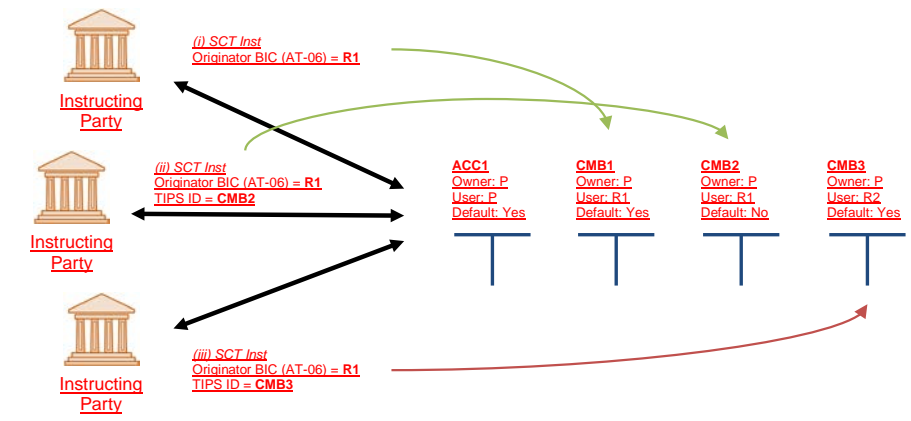 (i) SCT Inst
Originator BIC (AT-06) = R1
Instructing
Party
(ii) SCT Inst
Originator BIC (AT-06) = R1
TIPS ID = CMB2
Instructing
Party
ACC1
Owner: P
User: P
Default: Yes
CMB1
Owner: P
User: R1
Default: Yes
CMB2
Owner: P
User: R1
Default: No
CMB3
Owner: P
User: R2
Default: Yes
(iii) SCT Inst
Originator BIC (AT-06) = R1
TIPS ID = CMB3
Instructing
Party